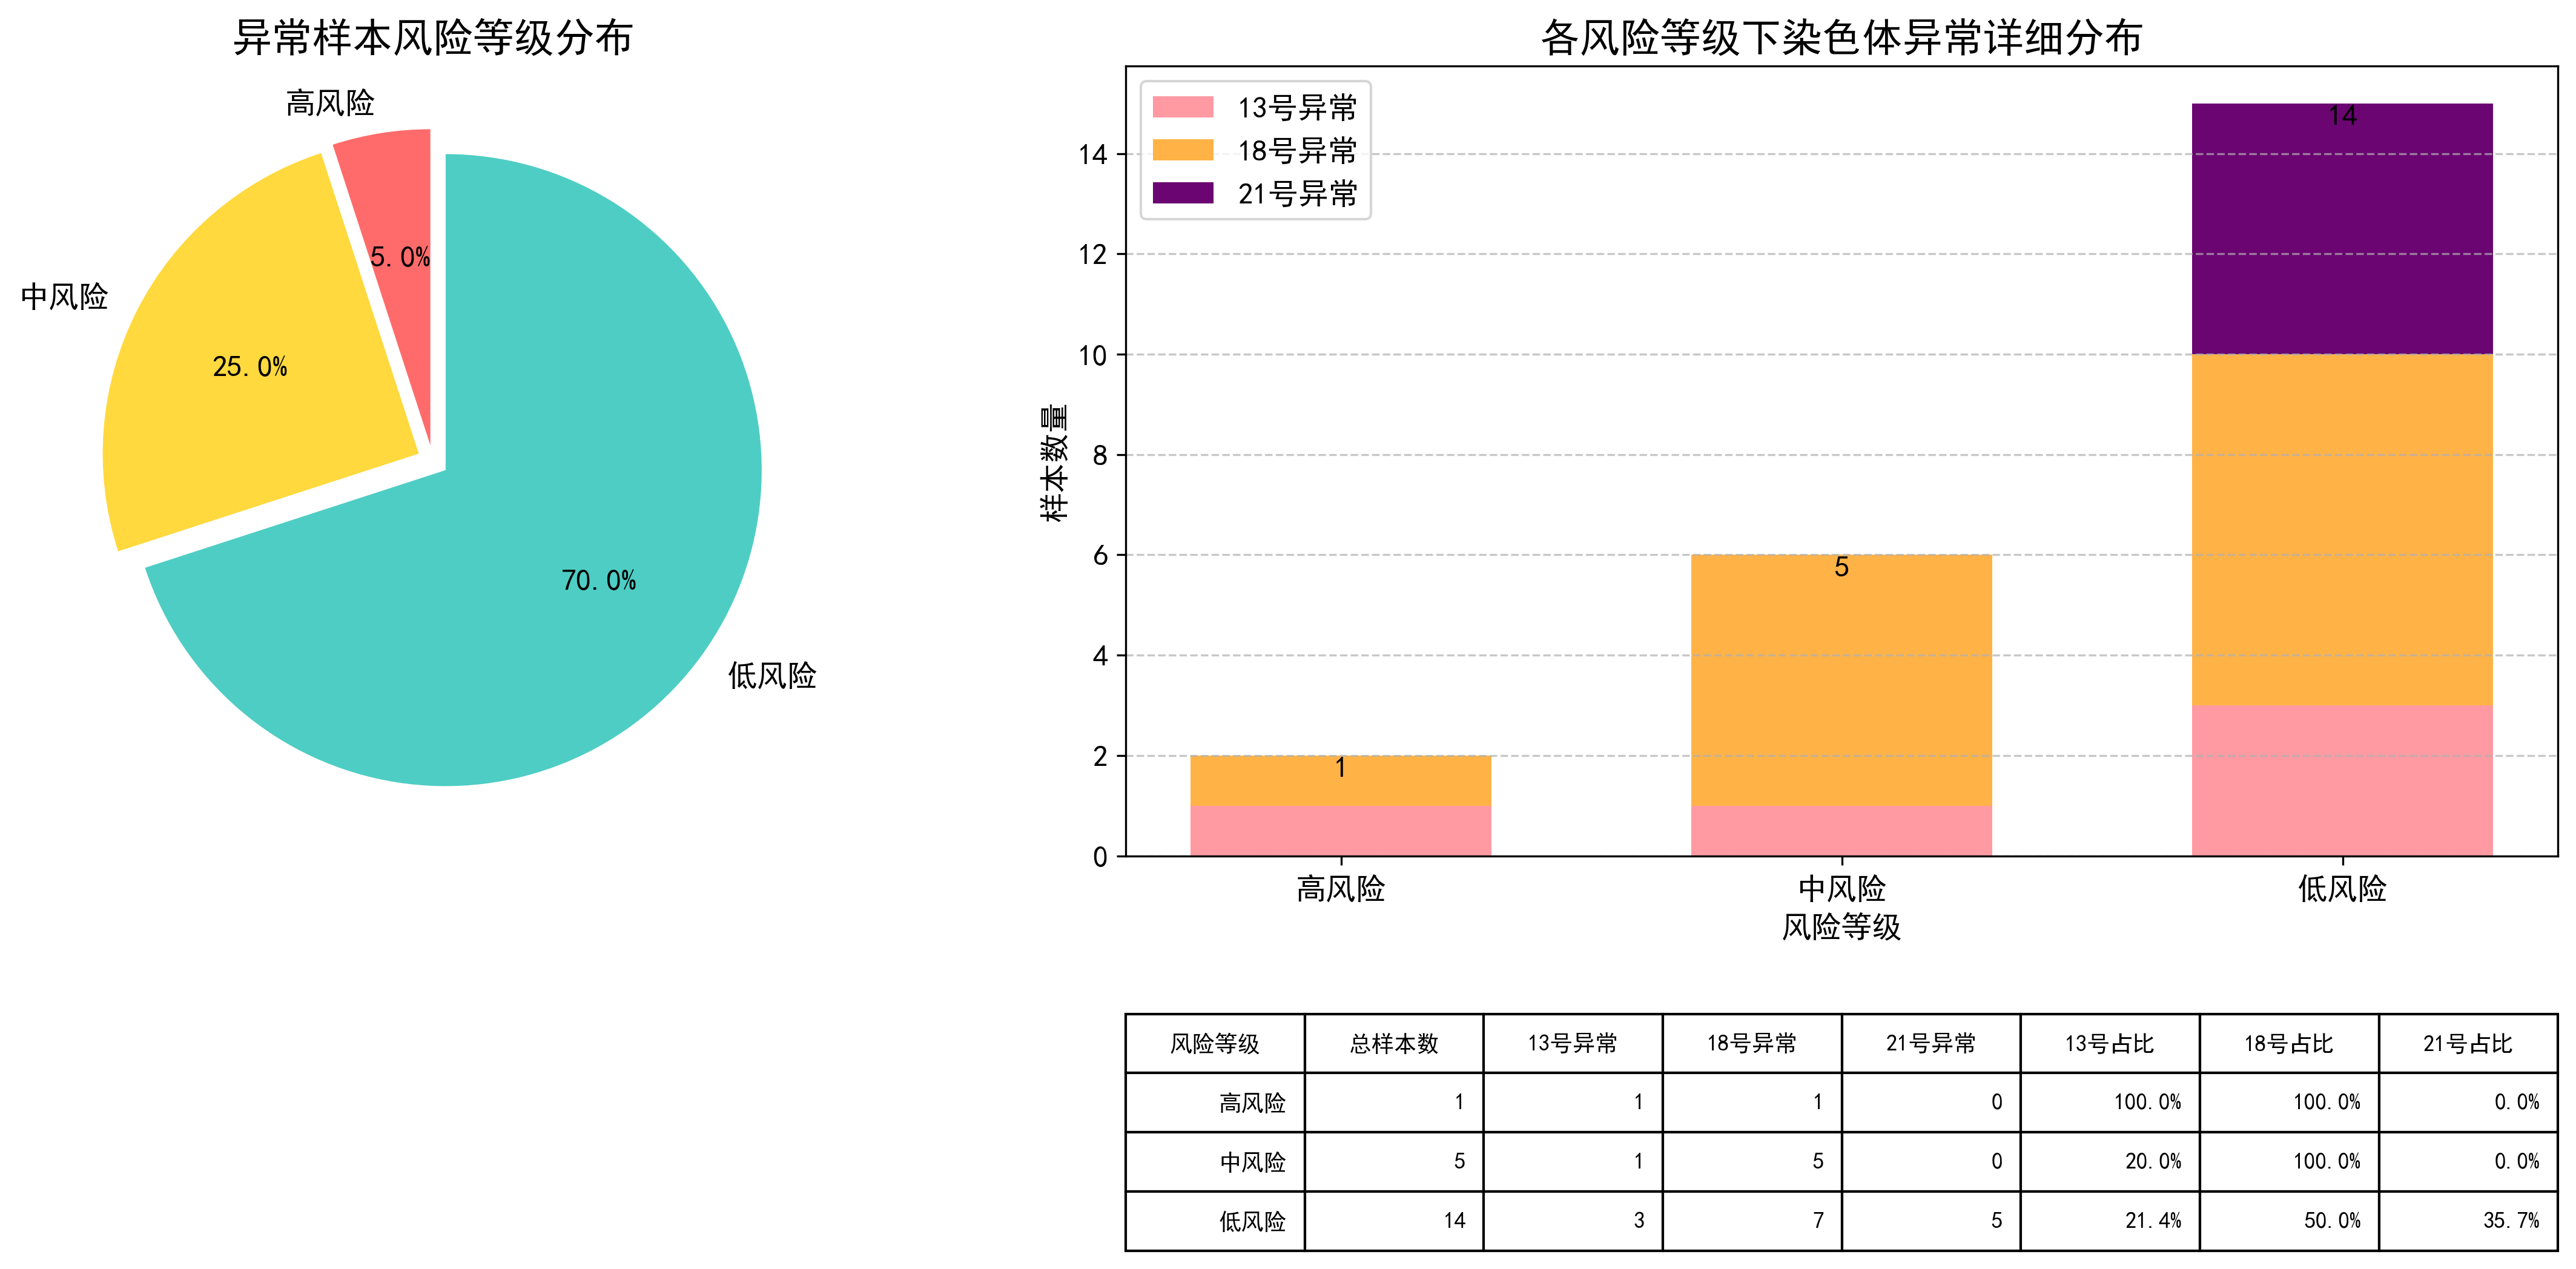 异常样本风险等级分布
高风险
5.0%
中风险
25.0%
70.0%
低风险
各风险等级下染色体异常详细分布
13号异常
18号异常
21号异常
样本数量
14
12
10
8
6
4
2
0
1
5
14
高风险
中风险
低风险
风险等级
风险等级 总样本数 13号异常 18号异常 21号异常 13号占比 18号占比 21号占比
高风险 1 1 1 0 100.0% 100.0% 0.0%
中风险 5 1 5 0 20.0% 100.0% 0.0%
低风险 14 3 7 5 21.4% 50.0% 35.7%